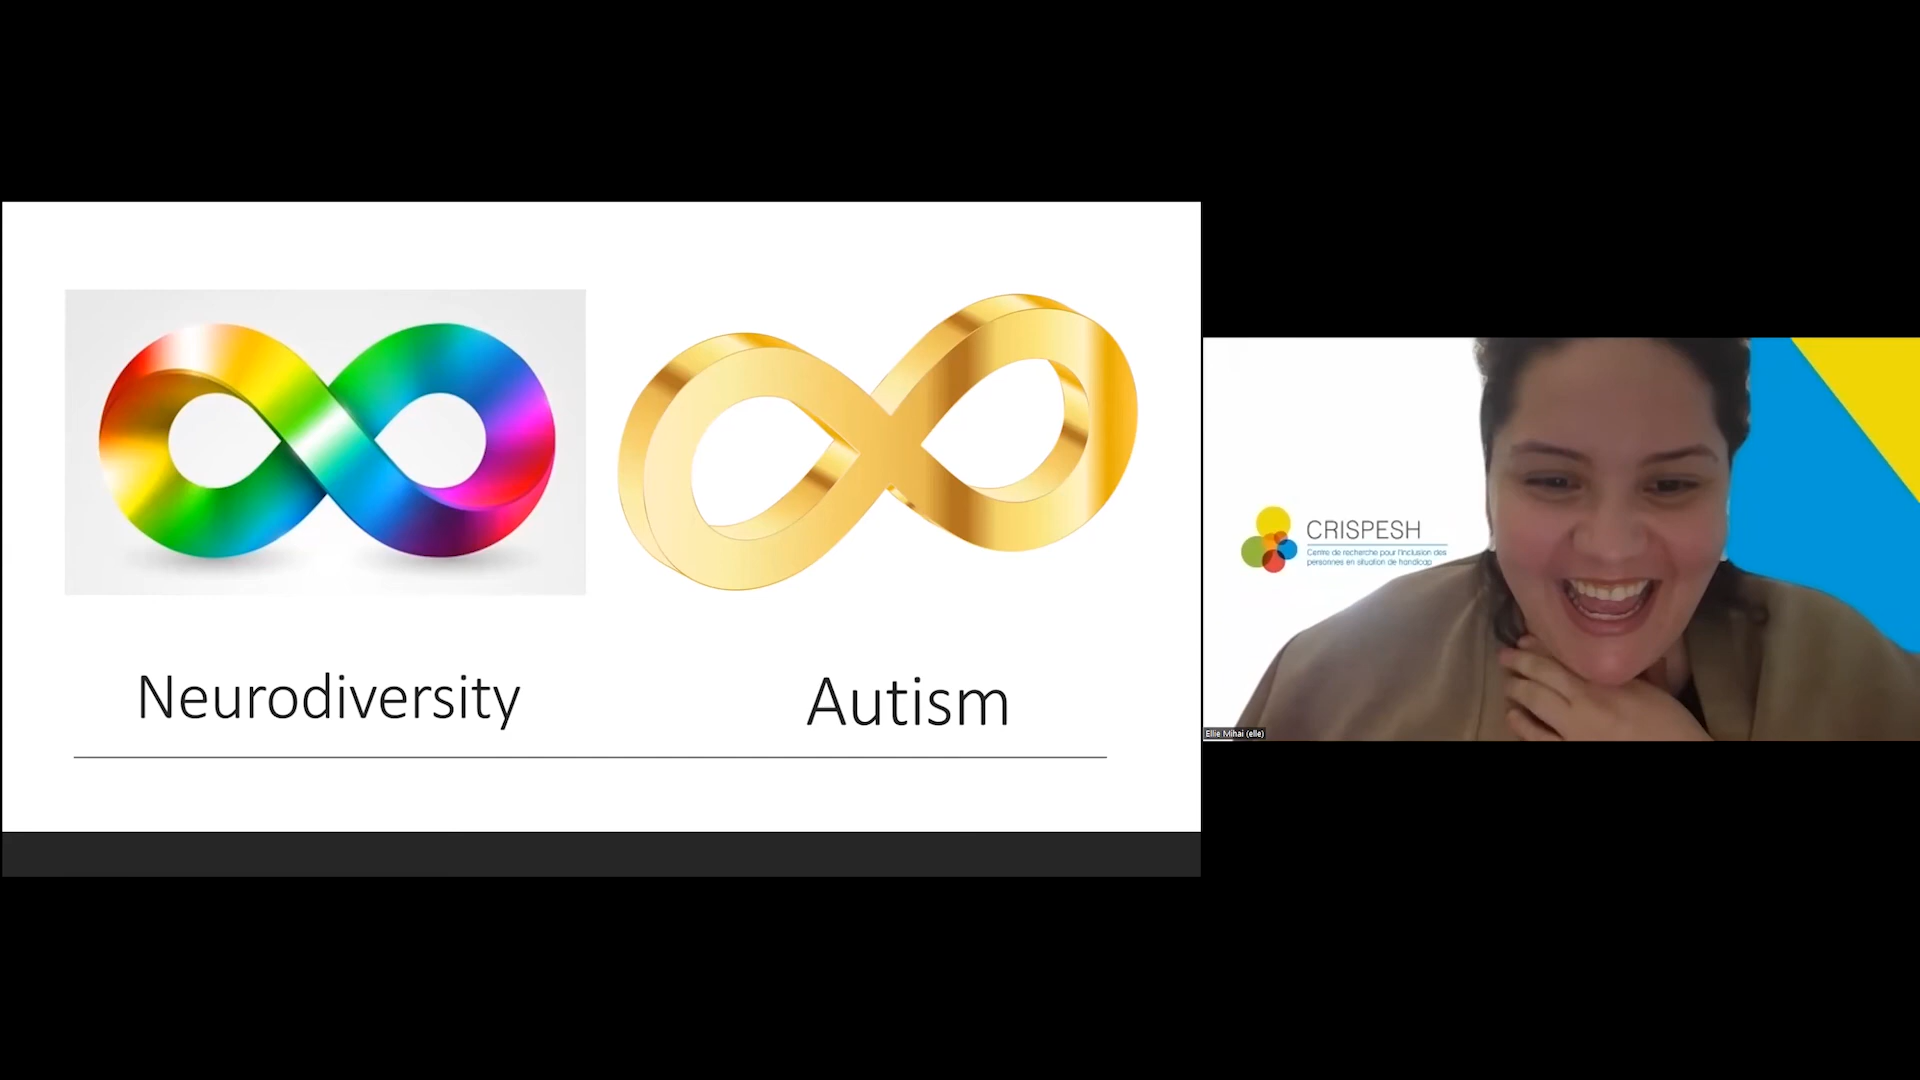 Neurodiversity
Autism
CRISPESH
Centre de recherche pour l'inclusion des
personnes en situation de handicap
Ellie Mihai (elle)